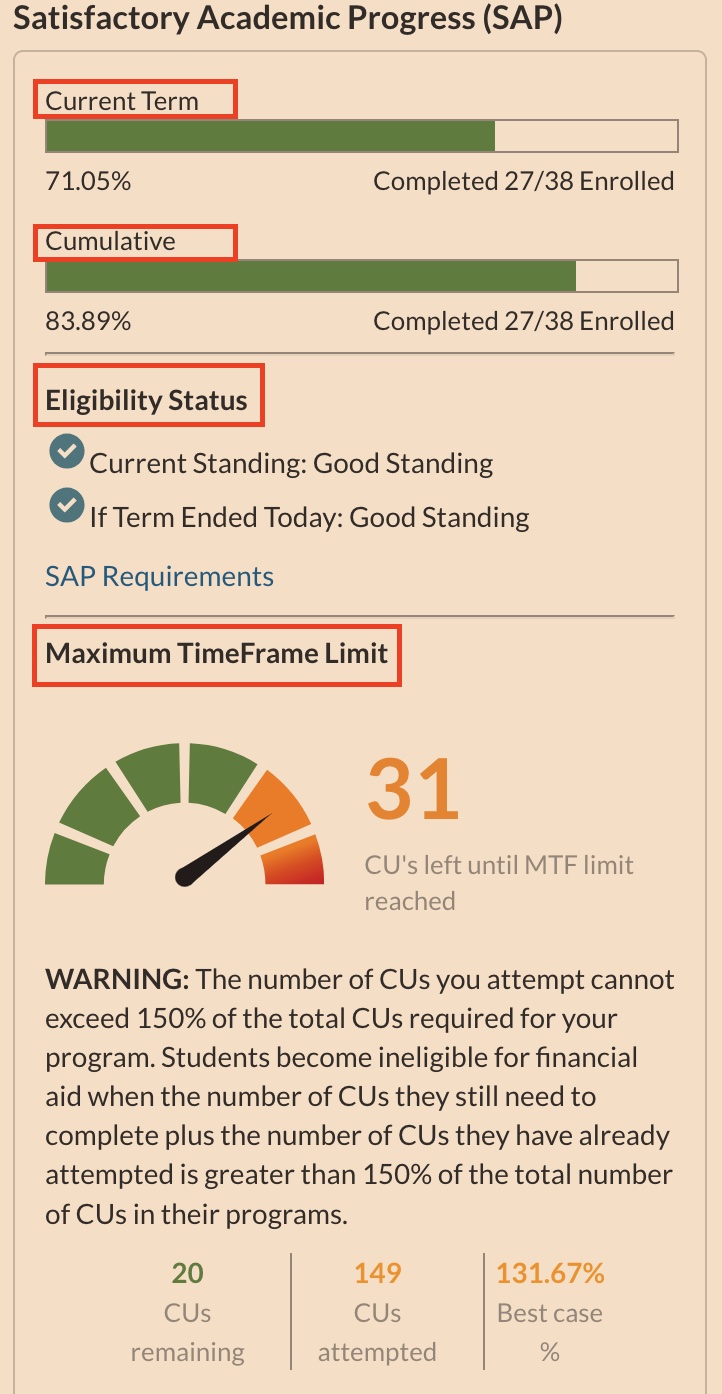 Satisfactory Academic Progress (SAP)
Current Term
71.05% Completed 27/38 Enrolled
Cumulative
83.89% Completed 27/38 Enrolled
Eligibility Status
Current Standing: Good Standing
If Term Ended Today: Good Standing
SAP Requirements
Maximum TimeFrame Limit
31
CU's left until MTF limit
reached
WARNING: The number of CUs you attempt cannot
exceed 150% of the total CUs required for your
program. Students become ineligible for financial
aid when the number of CUs they still need to
complete plus the number of CUs they have already
attempted is greater than 150% of the total number
of CUs in their programs.
20 149 131.67%
CUs CUs Best case
remaining attempted %